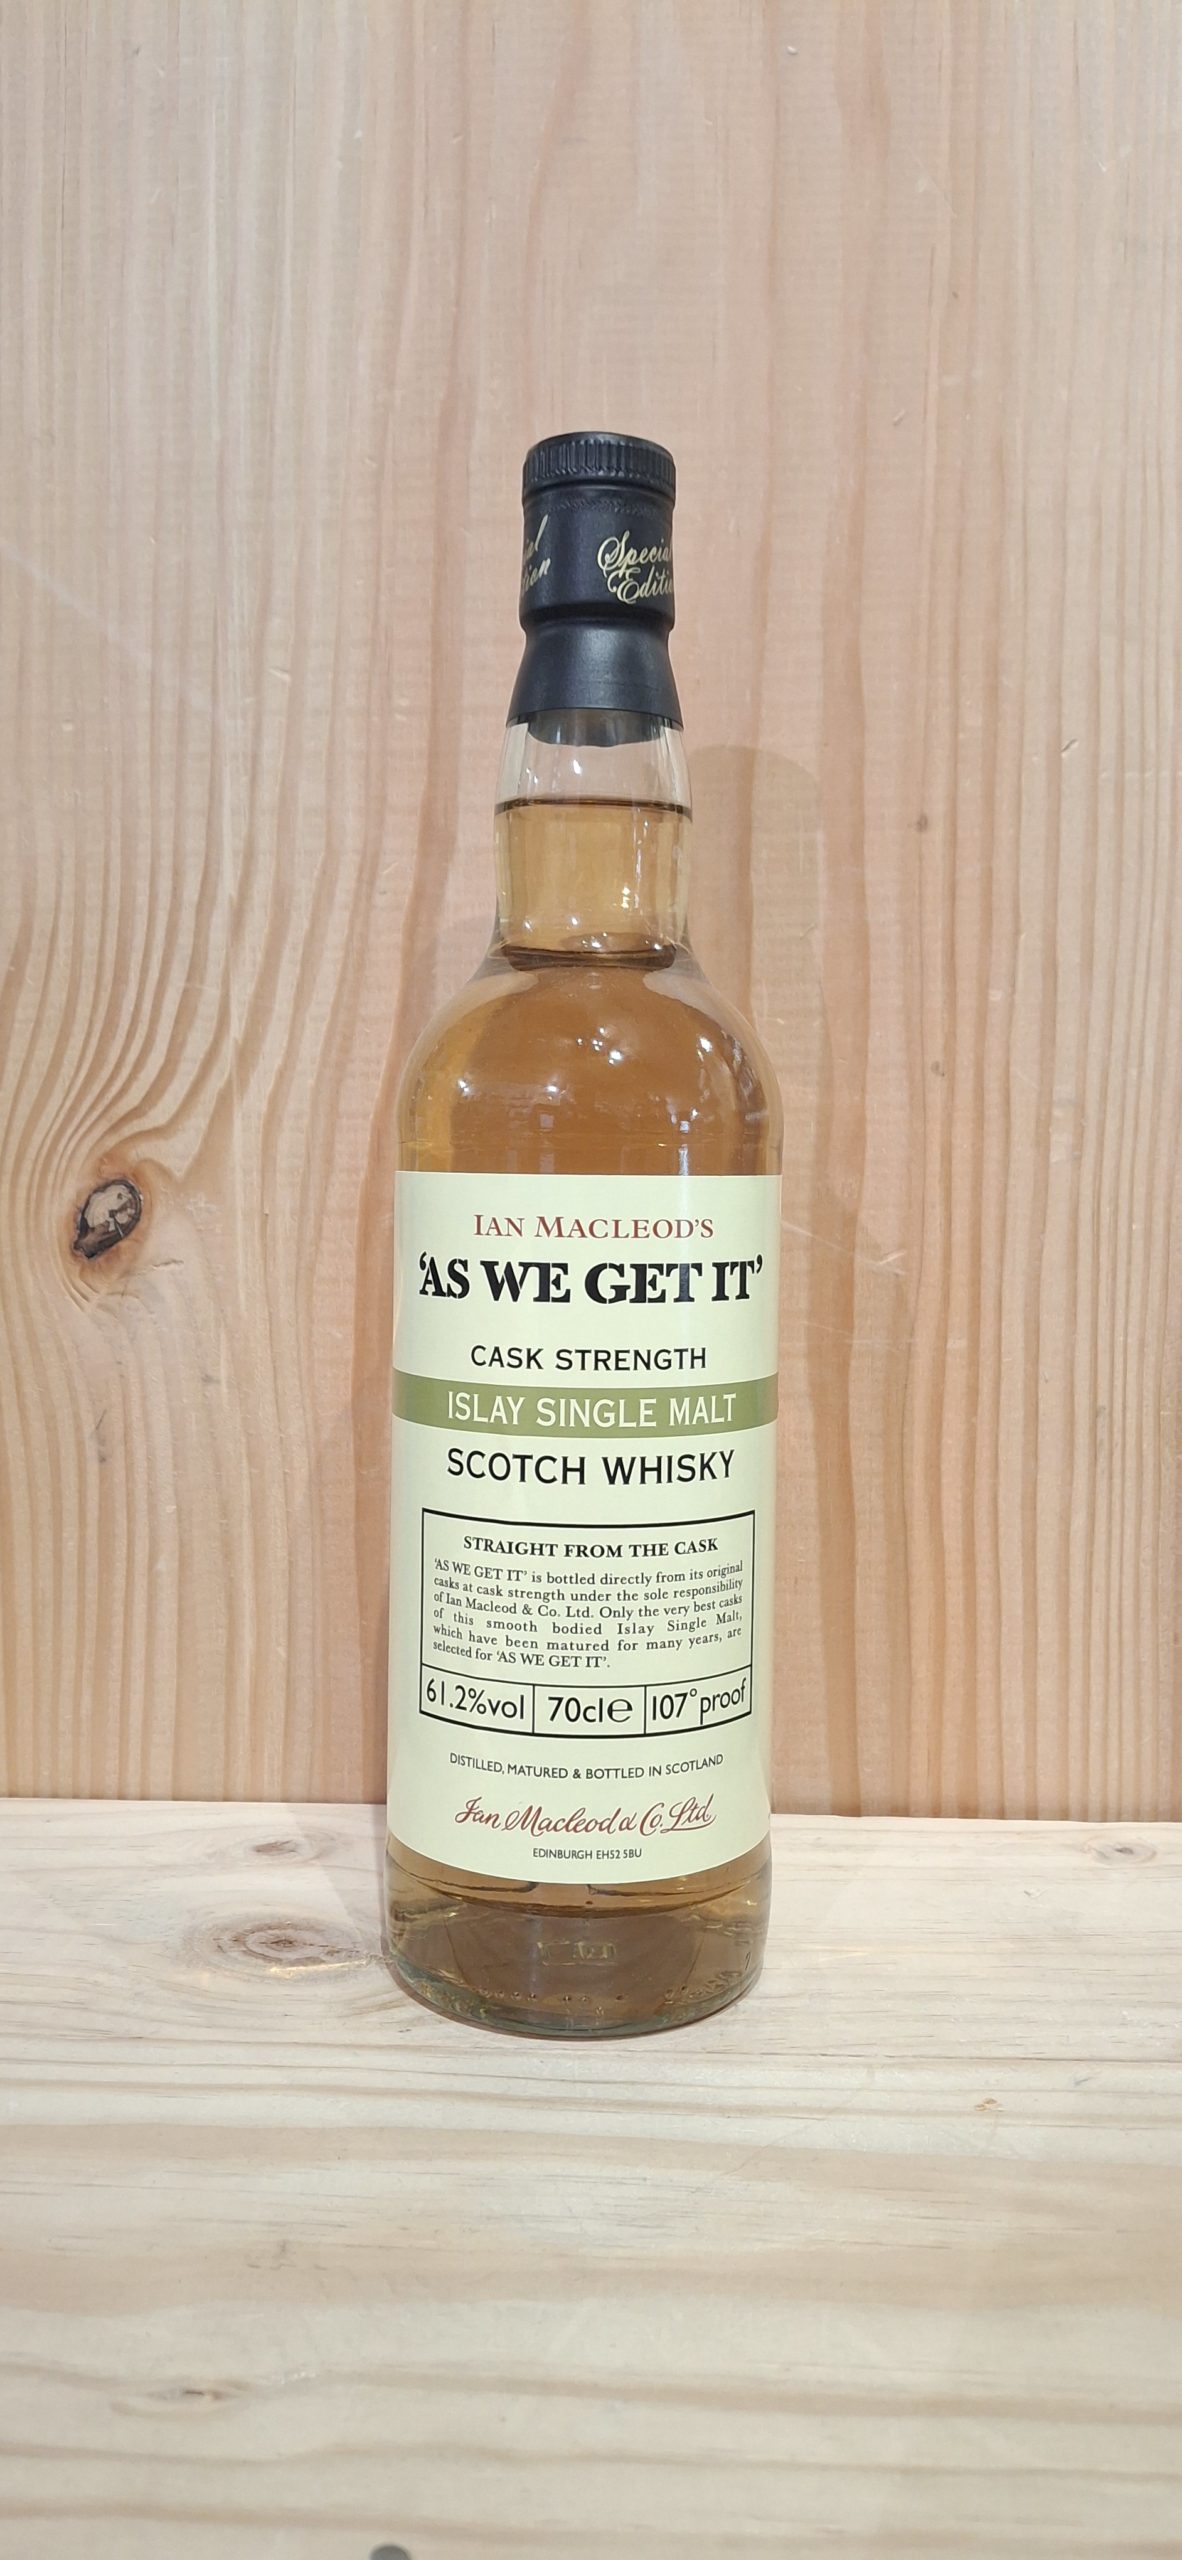 Special
IAN MACLEOD'S
'AS WE GET IT'
CASK STRENGTH
ISLAY SINGLE MALT
SCOTCH WHISKY
STRAIGHT FROM THE CASK
'AS WE GET IT' is bottled directly from its original
casks at cask strength under the sole responsibility
of Ian Macleod & Co. Ltd. Only the very best casks
of this smooth bodied Islay Single Malt,
which have been matured for many years, are
selected for 'AS WE GET IT'.
61.2%vol 70cl℮ 107°proof
DISTILLED, MATURED & BOTTLED IN SCOTLAND
Ian Macleod & Co. Ltd
EDINBURGH EH52 5BU